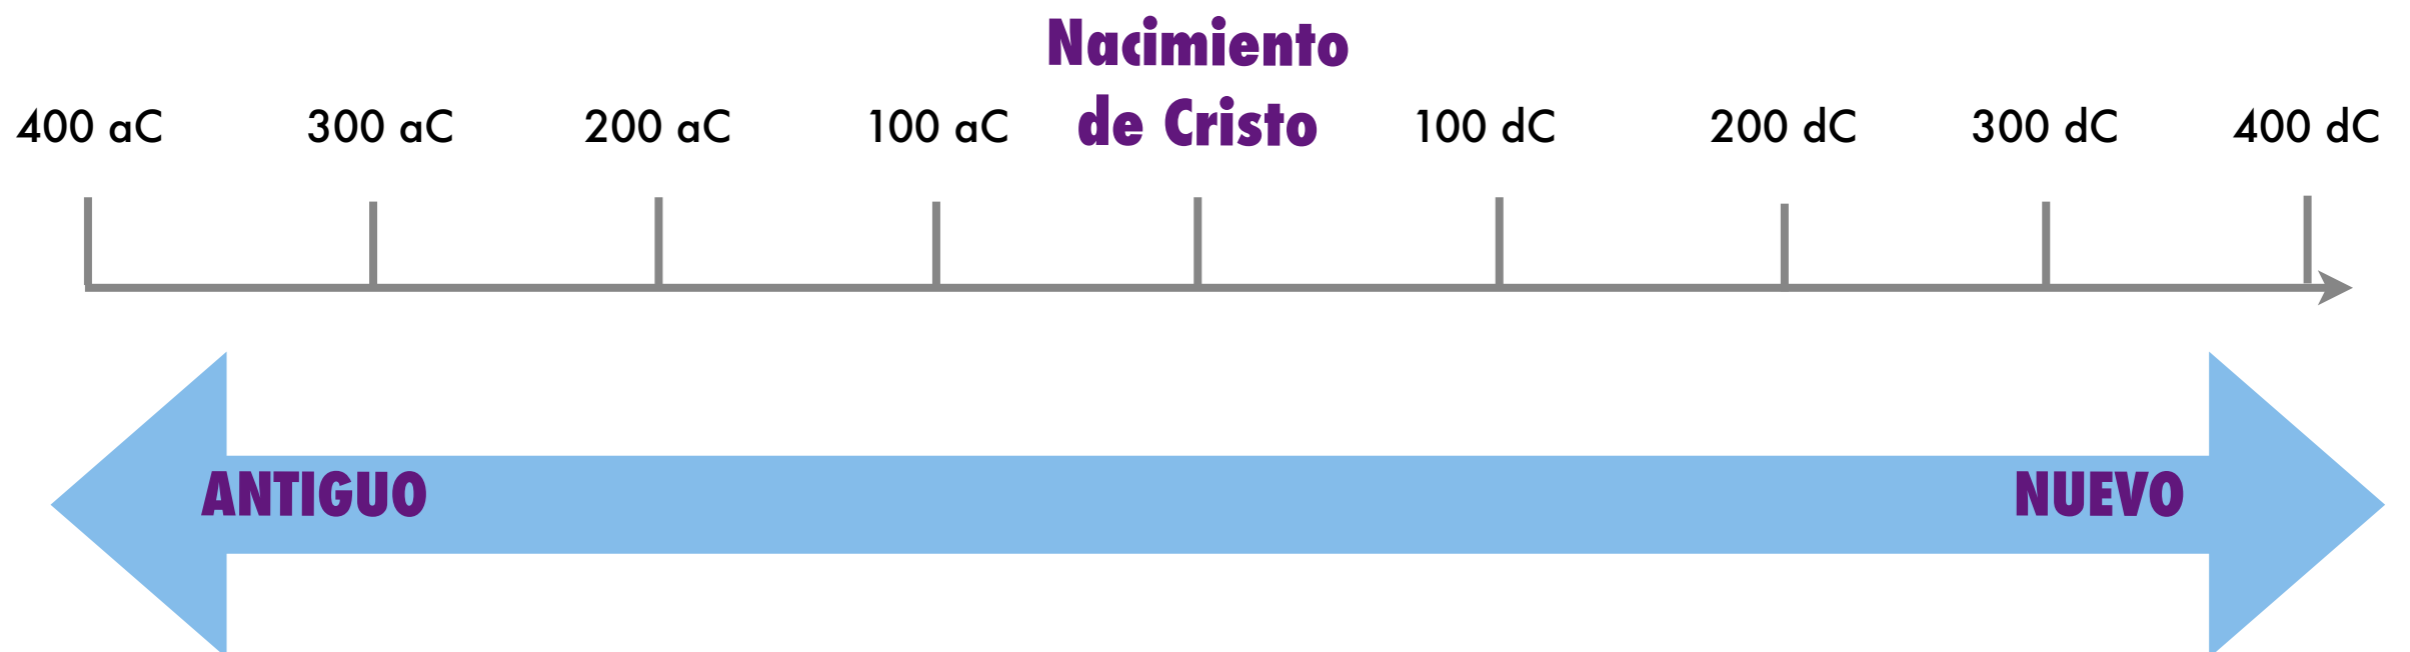 Nacimiento
de Cristo
400 aC 300 aC 200 aC 100 aC 100 dC 200 dC 300 dC 400 dC
ANTIGUO NUEVO